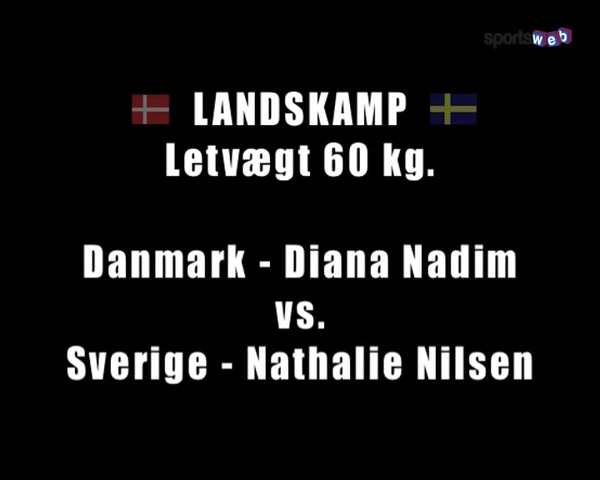 sportsweb
LANDSKAMP
Letvægt 60 kg.
Danmark - Diana Nadim
vs.
Sverige - Nathalie Nilsen